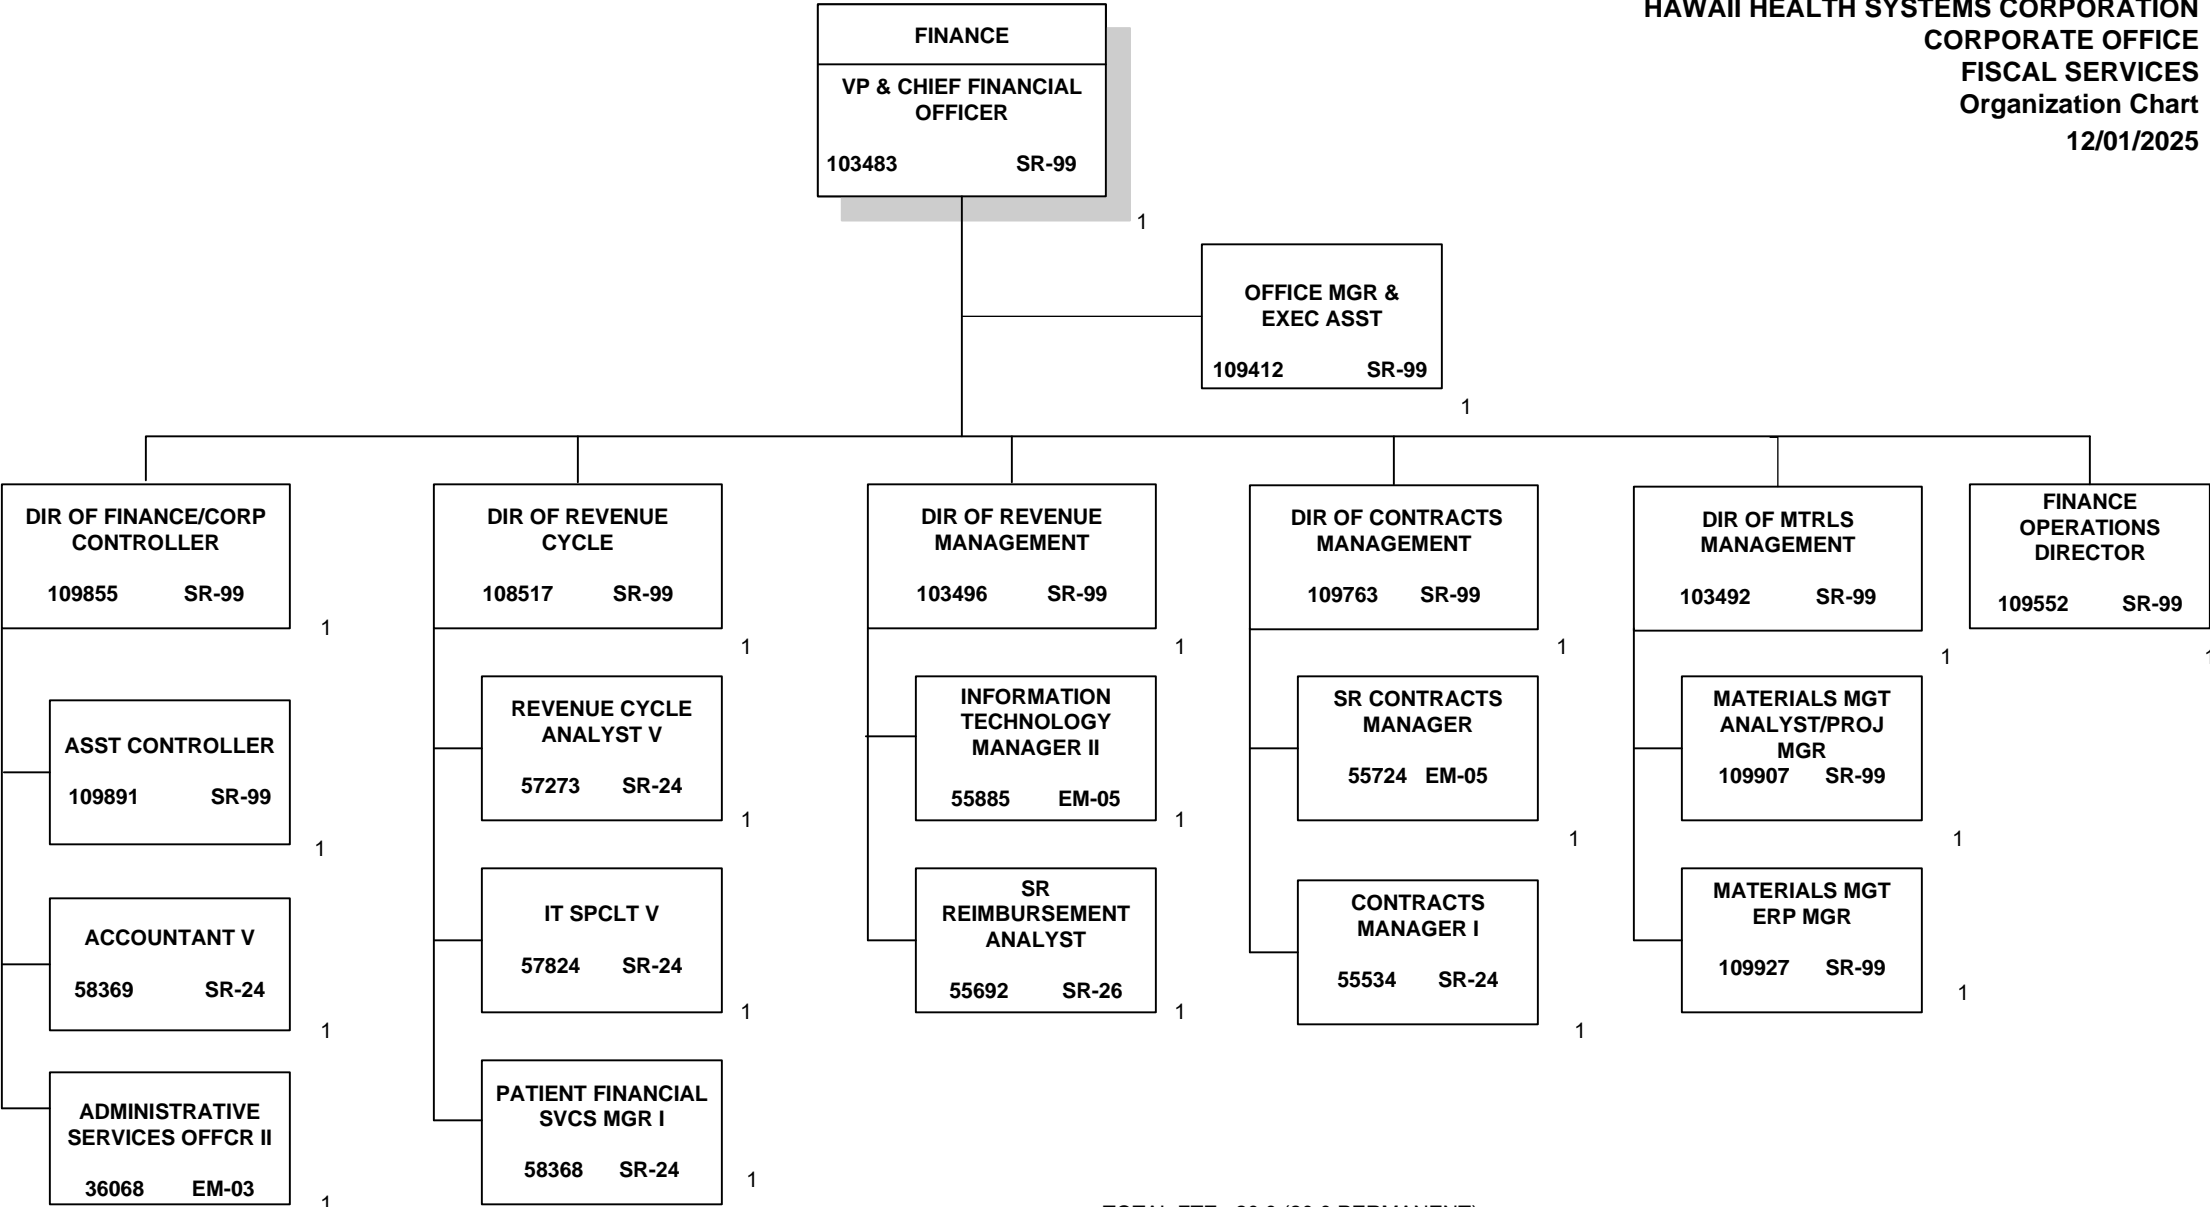 HAWAII HEALTH SYSTEMS CORPORATION
CORPORATE OFFICE
FISCAL SERVICES
Organization Chart
12/01/2025
FINANCE
VP & CHIEF FINANCIAL
OFFICER
103483 SR-99
1
OFFICE MGR &
EXEC ASST
109412 SR-99
1
DIR OF FINANCE/CORP
CONTROLLER
109855 SR-99
1
ASST CONTROLLER
109891 SR-99
1
ACCOUNTANT V
58369 SR-24
1
ADMINISTRATIVE
SERVICES OFFCR II
36068 EM-03
1
DIR OF REVENUE
CYCLE
108517 SR-99
1
REVENUE CYCLE
ANALYST V
57273 SR-24
1
IT SPCLT V
57824 SR-24
1
PATIENT FINANCIAL
SVCS MGR I
58368 SR-24
1
DIR OF REVENUE
MANAGEMENT
103496 SR-99
1
INFORMATION
TECHNOLOGY
MANAGER II
55885 EM-05
1
SR
REIMBURSEMENT
ANALYST
55692 SR-26
1
DIR OF CONTRACTS
MANAGEMENT
109763 SR-99
1
SR CONTRACTS
MANAGER
55724 EM-05
1
CONTRACTS
MANAGER I
55534 SR-24
1
DIR OF MTRLS
MANAGEMENT
103492 SR-99
1
MATERIALS MGT
ANALYST/PROJ
MGR
109907 SR-99
1
MATERIALS MGT
ERP MGR
109927 SR-99
1
FINANCE
OPERATIONS
DIRECTOR
109552 SR-99
1